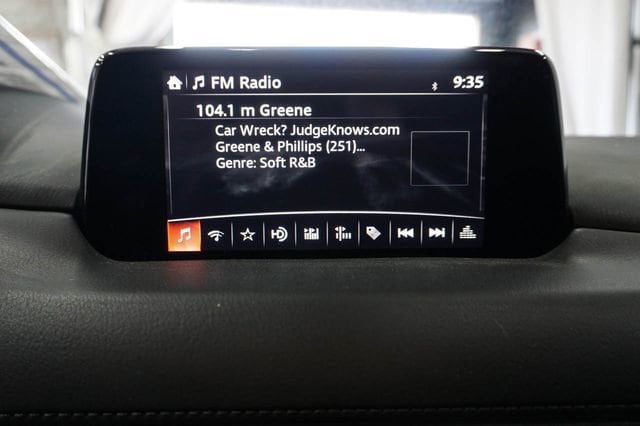 FM Radio 9:35
104.1 m Greene
Car Wreck? JudgeKnows.com
Greene & Phillips (251)...
Genre: Soft R&B